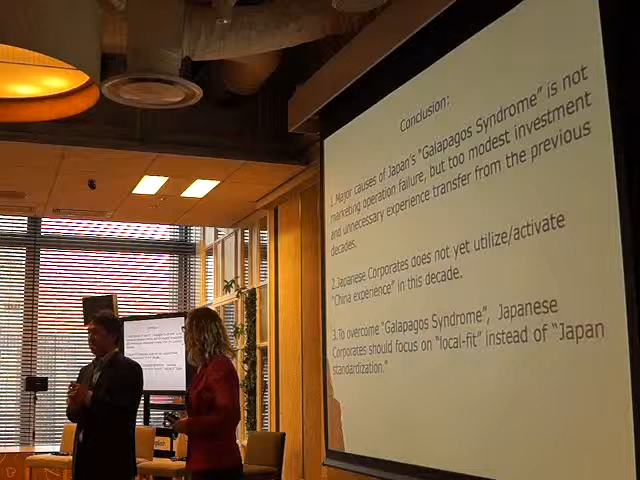 Conclusion:
1.Major causes of Japan's "Galapagos Syndrome" is not
marketing operation failure, but too modest investment
and unnecessary experience transfer from the previous
decades.
2.Japanese Corporates does not yet utilize/activate
"China experience" in this decade.
3.To overcome "Galapagos Syndrome", Japanese
Corporates should focus on "local-fit" instead of "Japan
standardization."